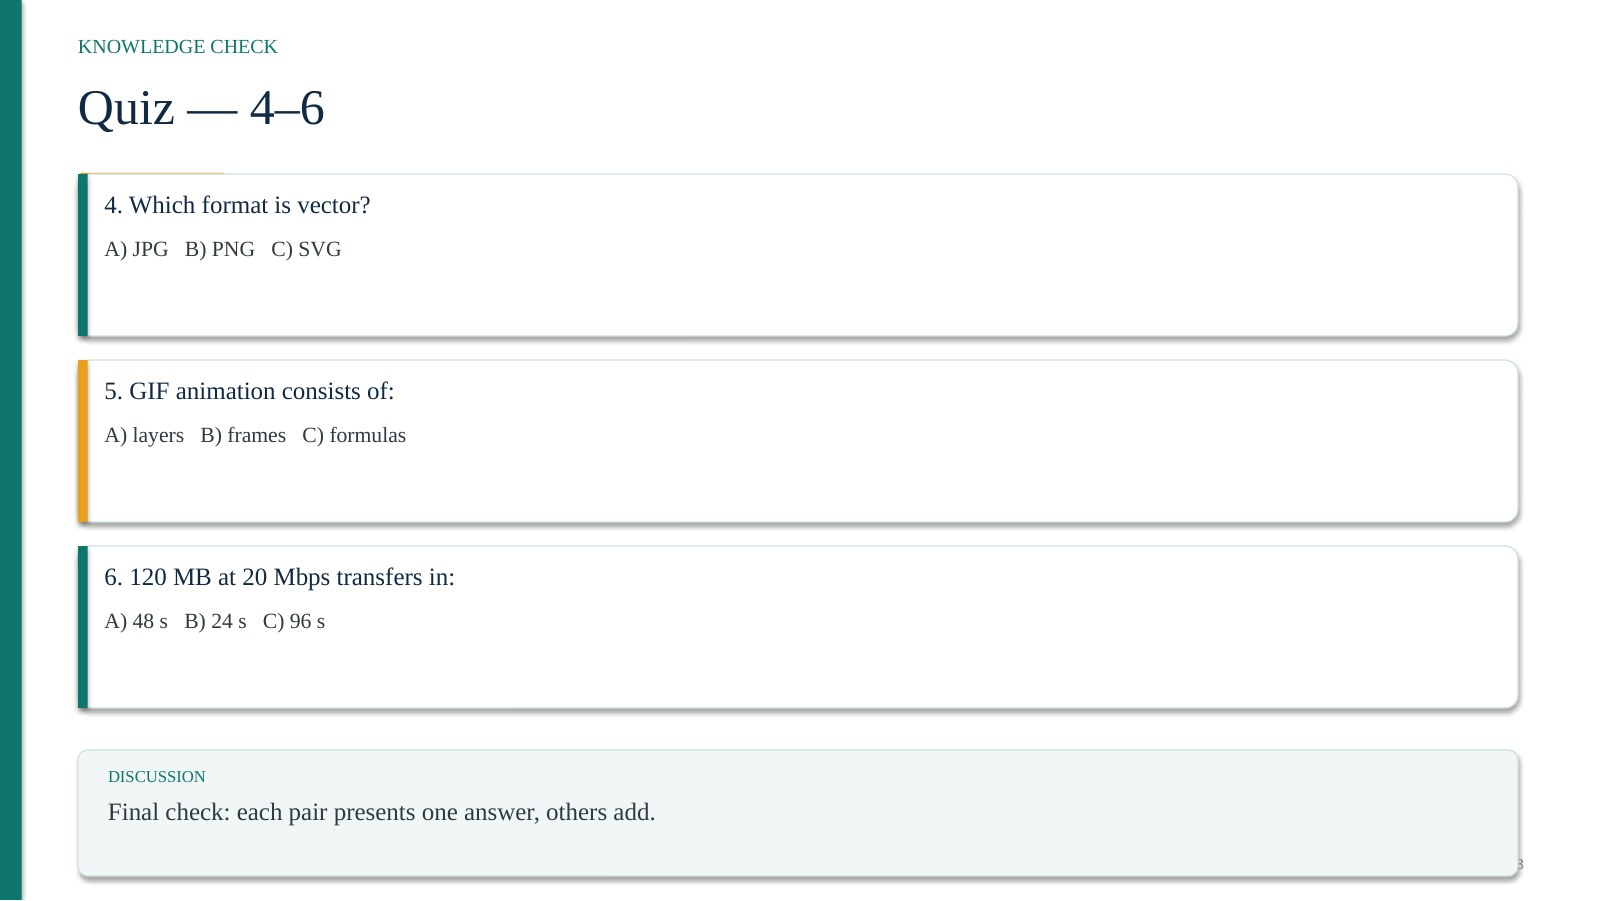 KNOWLEDGE CHECK
Quiz — 4–6
4. Which format is vector?
A) JPG   B) PNG   C) SVG
5. GIF animation consists of:
A) layers   B) frames   C) formulas
6. 120 MB at 20 Mbps transfers in:
A) 48 s   B) 24 s   C) 96 s
DISCUSSION
Final check: each pair presents one answer, others add.